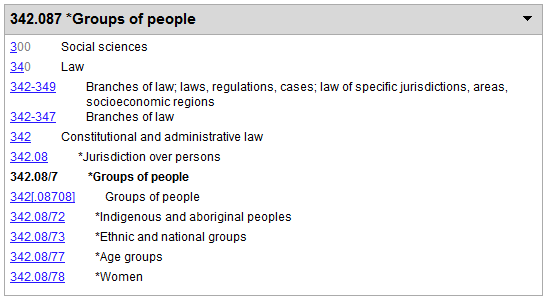 342.087 *Groups of people
300 Social sciences
340 Law
342-349 Branches of law; laws, regulations, cases; law of specific jurisdictions, areas,
socioeconomic regions
342-347 Branches of law
342 Constitutional and administrative law
342.08 *Jurisdiction over persons
342.08/7 *Groups of people
342[.08708] Groups of people
342.08/72 *Indigenous and aboriginal peoples
342.08/73 *Ethnic and national groups
342.08/77 *Age groups
342.08/78 *Women